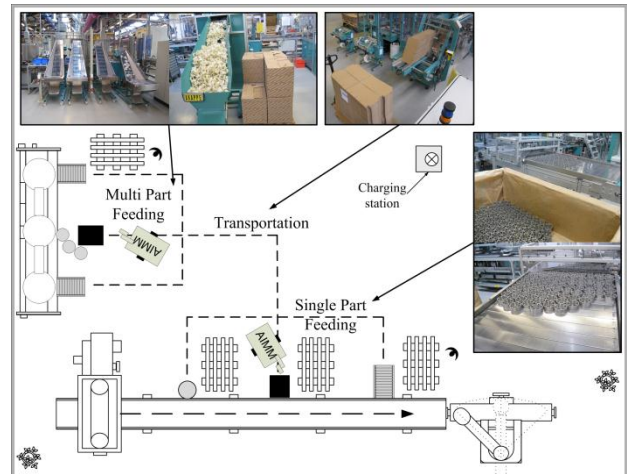 Multi Part
Feeding
Transportation
Charging
station
AIMM
Single Part
Feeding
AIMM